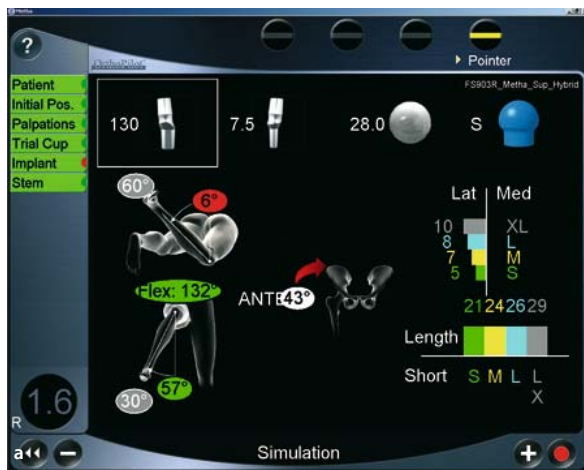 Metha
?
OrthoPilot
Pointer
FS903R_Metha_Sup_Hybrid
Patient
Initial Pos.
Palpations
Trial Cup
Implant
Stem
130 7.5 28.0 S
60° 6°
Flex: 132°
ANTE 43°
30° 57°
Lat Med
10 XL
8 L
7 M
5 S
21 24 26 29
Length
Short S M L L
X
R 1.6
a
Simulation